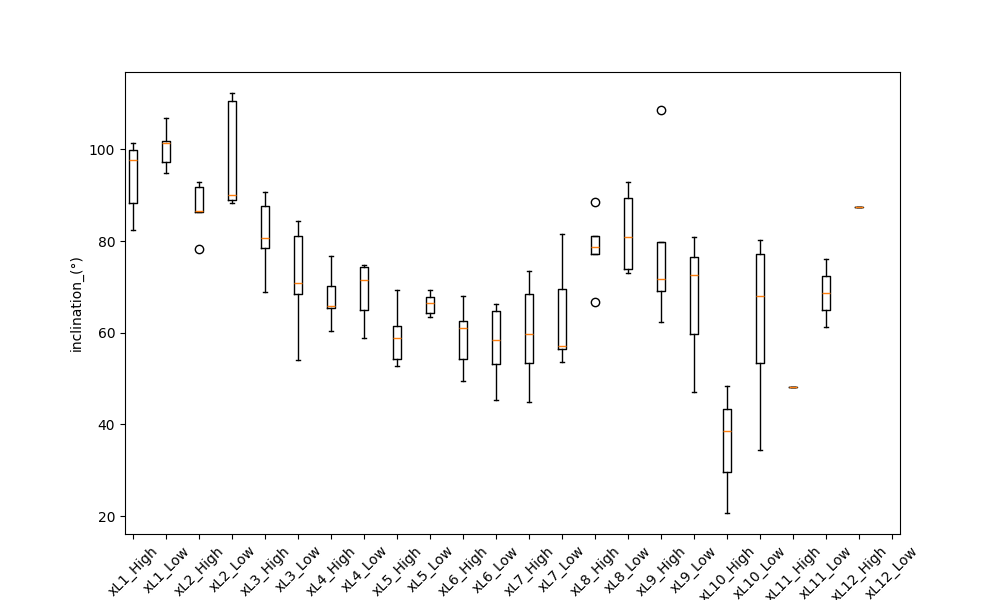 inclination_(°)
100
80
60
40
20
xL1_High
xL1_Low
xL2_High
xL2_Low
xL3_High
xL3_Low
xL4_High
xL4_Low
xL5_High
xL5_Low
xL6_High
xL6_Low
xL7_High
xL7_Low
xL8_High
xL8_Low
xL9_High
xL9_Low
xL10_High
xL10_Low
xL11_High
xL11_Low
xL12_High
xL12_Low